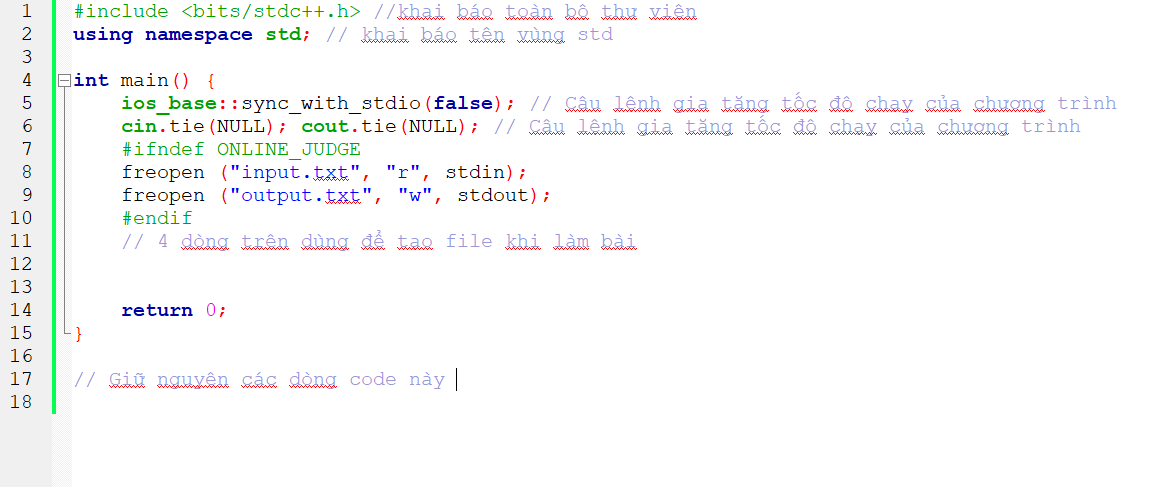 1 #include <bits/stdc++.h> //khai báo toàn bộ thư viện
2 using namespace std; // khai báo tên vùng std
3
4 int main() {
5 ios_base::sync_with_stdio(false); // Câu lệnh gia tăng tốc độ chạy của chương trình
6 cin.tie(NULL); cout.tie(NULL); // Câu lệnh gia tăng tốc độ chạy của chương trình
7 #ifndef ONLINE_JUDGE
8 freopen ("input.txt", "r", stdin);
9 freopen ("output.txt", "w", stdout);
10 #endif
11 // 4 dòng trên dùng để tạo file khi làm bài
12
13
14 return 0;
15 }
16
17 // Giữ nguyên các dòng code này
18